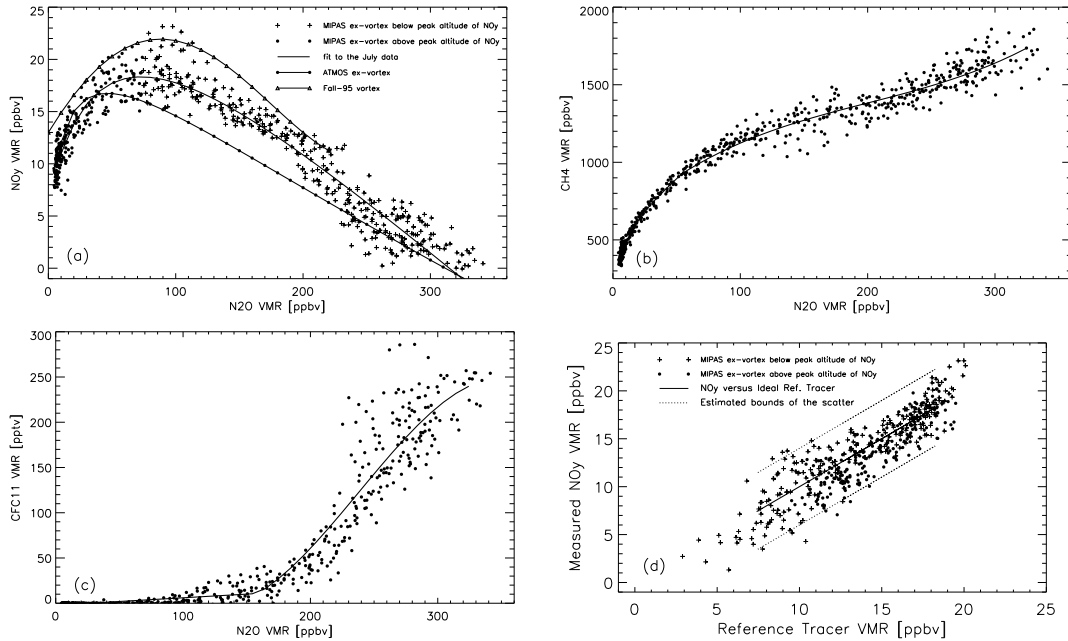 25
20
15
10
5
0
NOy VMR [ppbv]
MIPAS ex-vortex below peak altitude of NOy
MIPAS ex-vortex above peak altitude of NOy
fit to the July data
ATMOS ex-vortex
Fall-95 vortex
(a)
0
100
200
300
N2O VMR [ppbv]
1500
1000
500
CH4 VMR [ppbv]
(b)
0
100
200
300
N2O VMR [ppbv]
300
250
200
150
100
50
0
CFC11 VMR [pptv]
(c)
0
100
200
300
N2O VMR [ppbv]
25
20
15
10
5
0
Measured NOy VMR [ppbv]
MIPAS ex-vortex below peak altitude of NOy
MIPAS ex-vortex above peak altitude of NOy
NOy versus Ideal Ref. Tracer
Estimated bounds of the scatter
(d)
0
5
10
15
20
25
Reference Tracer VMR [ppbv]